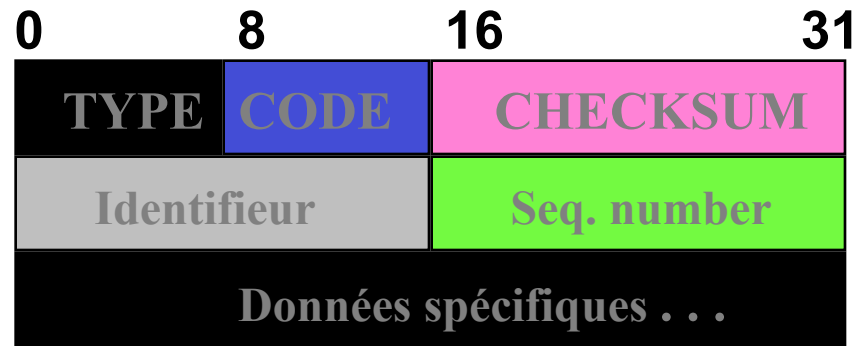 0 8 16 31
TYPE CODE CHECKSUM
Identifieur Seq. number
Données spécifiques . . .